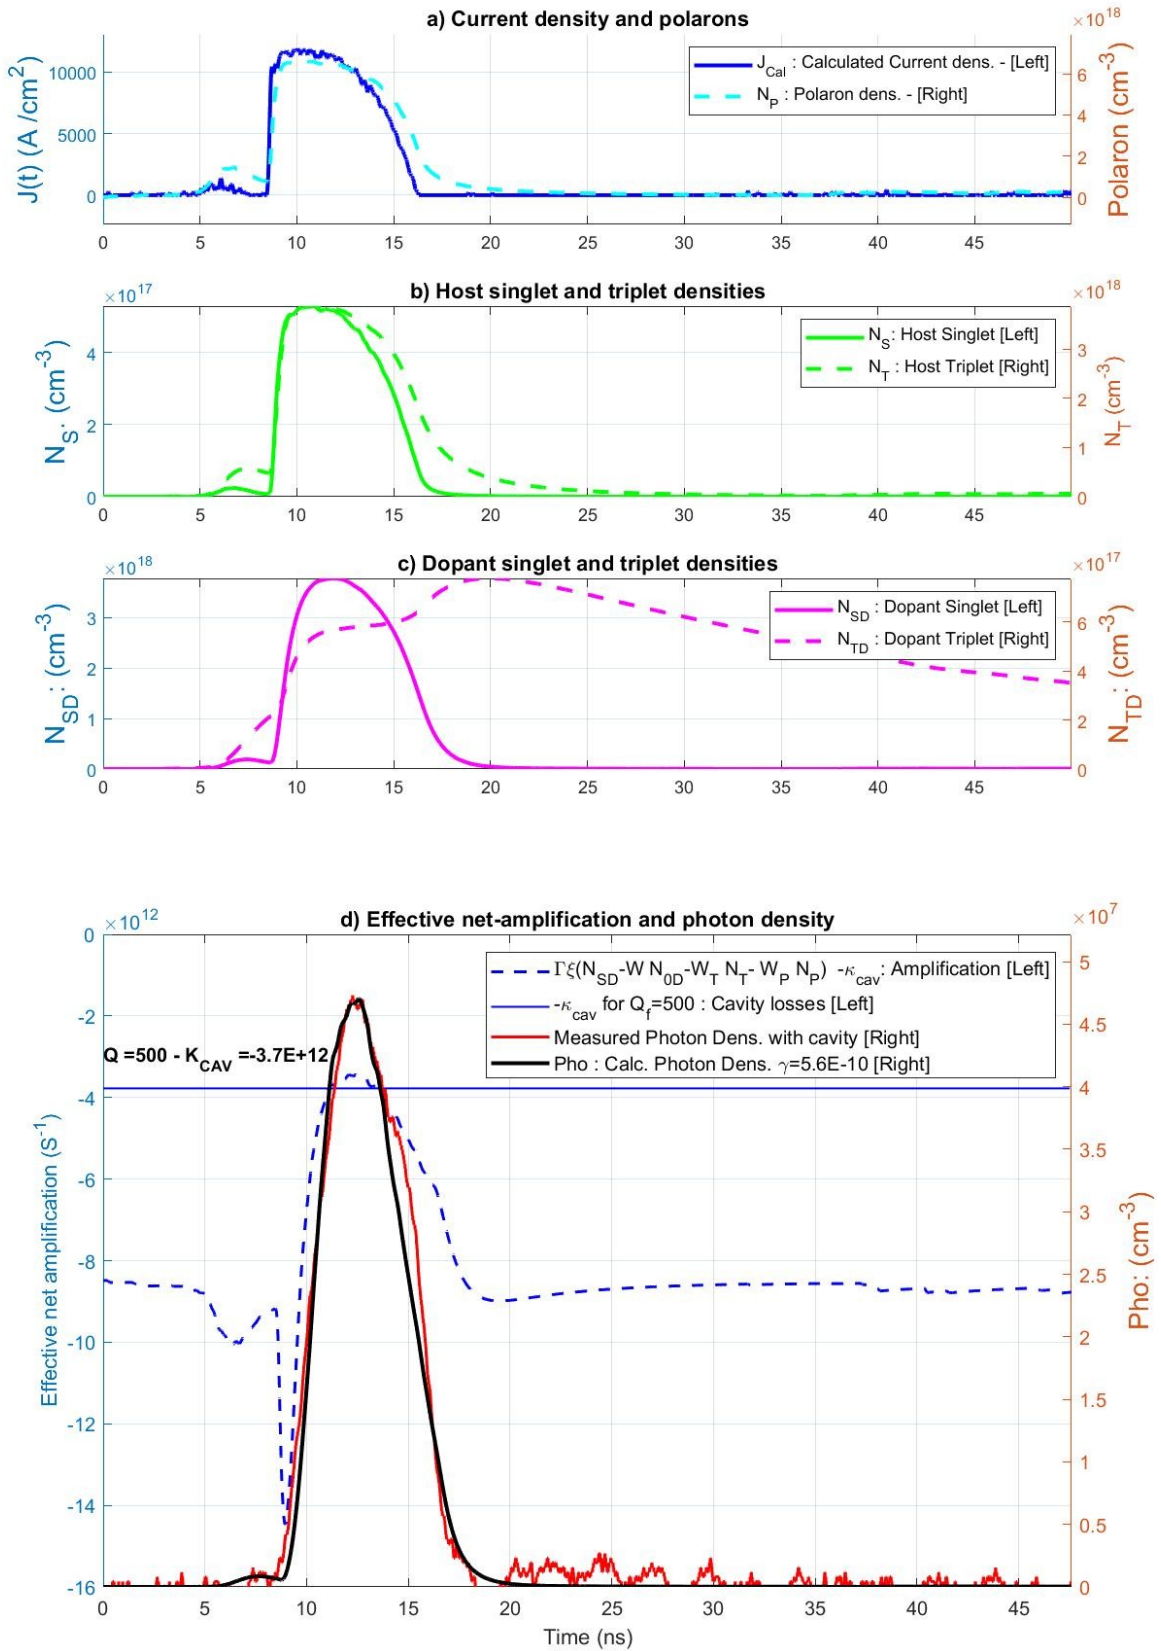 a) Current density and polarons
×10^18
J(t) (A /cm^2)
10000
5000
0
J_Cal : Calculated Current dens. - [Left]
N_P : Polaron dens. - [Right]
6
4
2
0
Polaron (cm^-3)
0 5 10 15 20 25 30 35 40 45
b) Host singlet and triplet densities
×10^17
×10^18
N_S: (cm^-3)
4
2
0
N_S: Host Singlet [Left]
N_T : Host Triplet [Right]
3
2
1
0
N_T (cm^-3)
0 5 10 15 20 25 30 35 40 45
c) Dopant singlet and triplet densities
×10^18
×10^17
N_SD: (cm^-3)
3
2
1
0
N_SD : Dopant Singlet [Left]
N_TD : Dopant Triplet [Right]
6
4
2
0
N_TD: (cm^-3)
0 5 10 15 20 25 30 35 40 45
d) Effective net-amplification and photon density
×10^12
×10^7
Effective net amplification (S^-1)
0
-2
-4
-6
-8
-10
-12
-14
-16
Γξ(N_SD-W N_0D-W_T N_T- W_P N_P) -κ_cav: Amplification [Left]
-κ_cav for Q_f=500 : Cavity losses [Left]
Measured Photon Dens. with cavity [Right]
Pho : Calc. Photon Dens. γ=5.6E-10 [Right]
Q =500 - K_CAV =-3.7E+12
5
4.5
4
3.5
3
2.5
2
1.5
1
0.5
0
Pho: (cm^-3)
0 5 10 15 20 25 30 35 40 45
Time (ns)